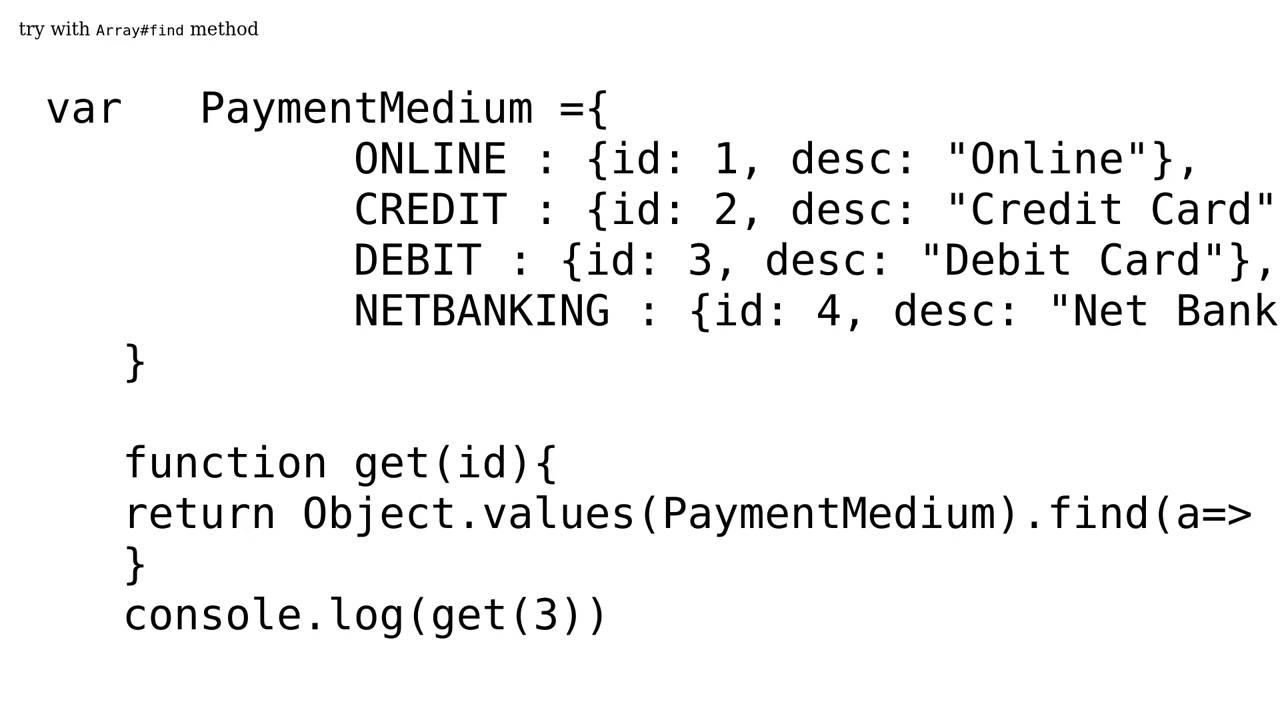 try with Array#find method
var   PaymentMedium ={
            ONLINE : {id: 1, desc: "Online"},
            CREDIT : {id: 2, desc: "Credit Card"
            DEBIT : {id: 3, desc: "Debit Card"},
            NETBANKING : {id: 4, desc: "Net Bank
   }
   function get(id){
   return Object.values(PaymentMedium).find(a=>
   }
   console.log(get(3))